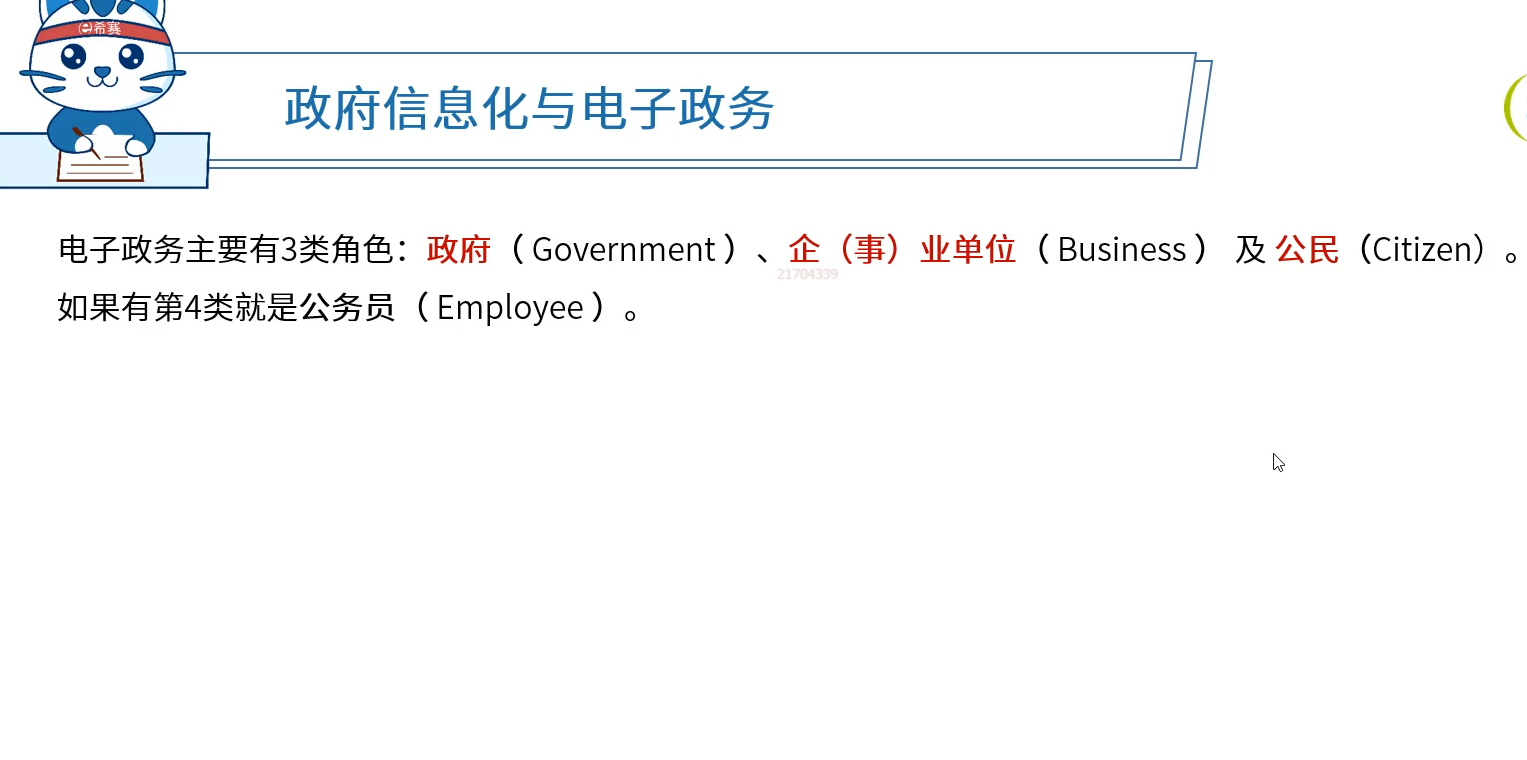 希赛
政府信息化与电子政务
电子政务主要有3类角色：政府（ Government ）、企（事）业单位（ Business ） 及 公民（Citizen）。
21704339
如果有第4类就是公务员（ Employee ）。